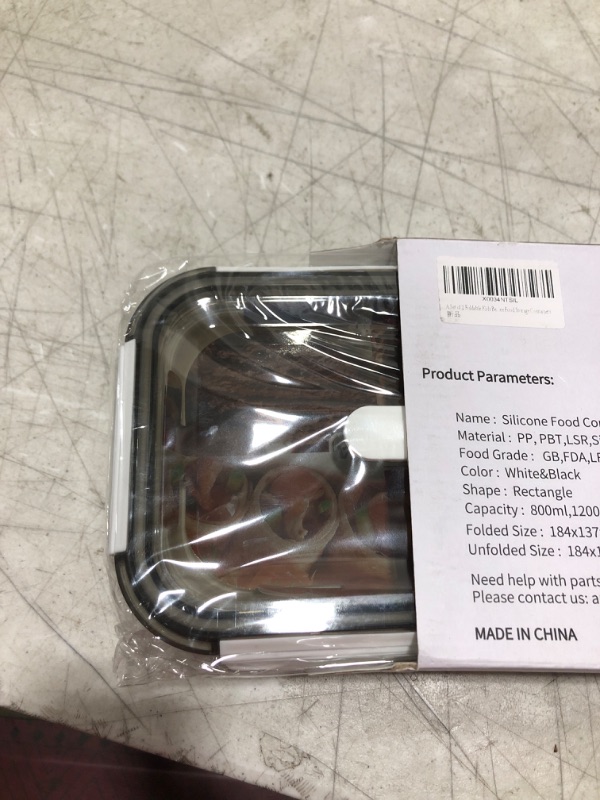 Product Parameters:
Name : Silicone Food Co
Material : PP, PBT,LSR,S
Food Grade : GB,FDA,LF
Color : White&Black
Shape : Rectangle
Capacity : 800ml,1200
Folded Size : 184x137
Unfolded Size : 184x1
Need help with parts
Please contact us: a
MADE IN CHINA